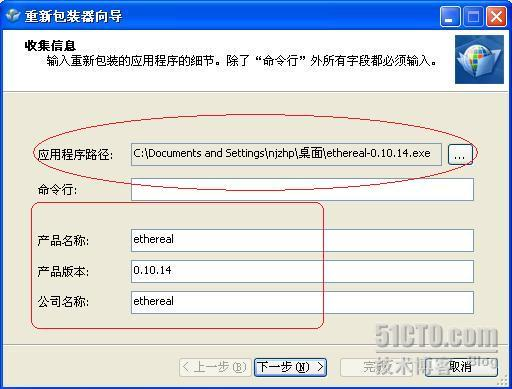 重新包装器向导
收集信息
输入重新包装的应用程序的细节。除了“命令行”外所有字段都必须输入。
应用程序路径: C:\Documents and Settings\njzhp\桌面\ethereal-0.10.14.exe ...
命令行:
产品名称: ethereal
产品版本: 0.10.14
公司名称: ethereal
51CTO.com
技术博客 Blog
< 上一步(B) 下一步(N) > 取消